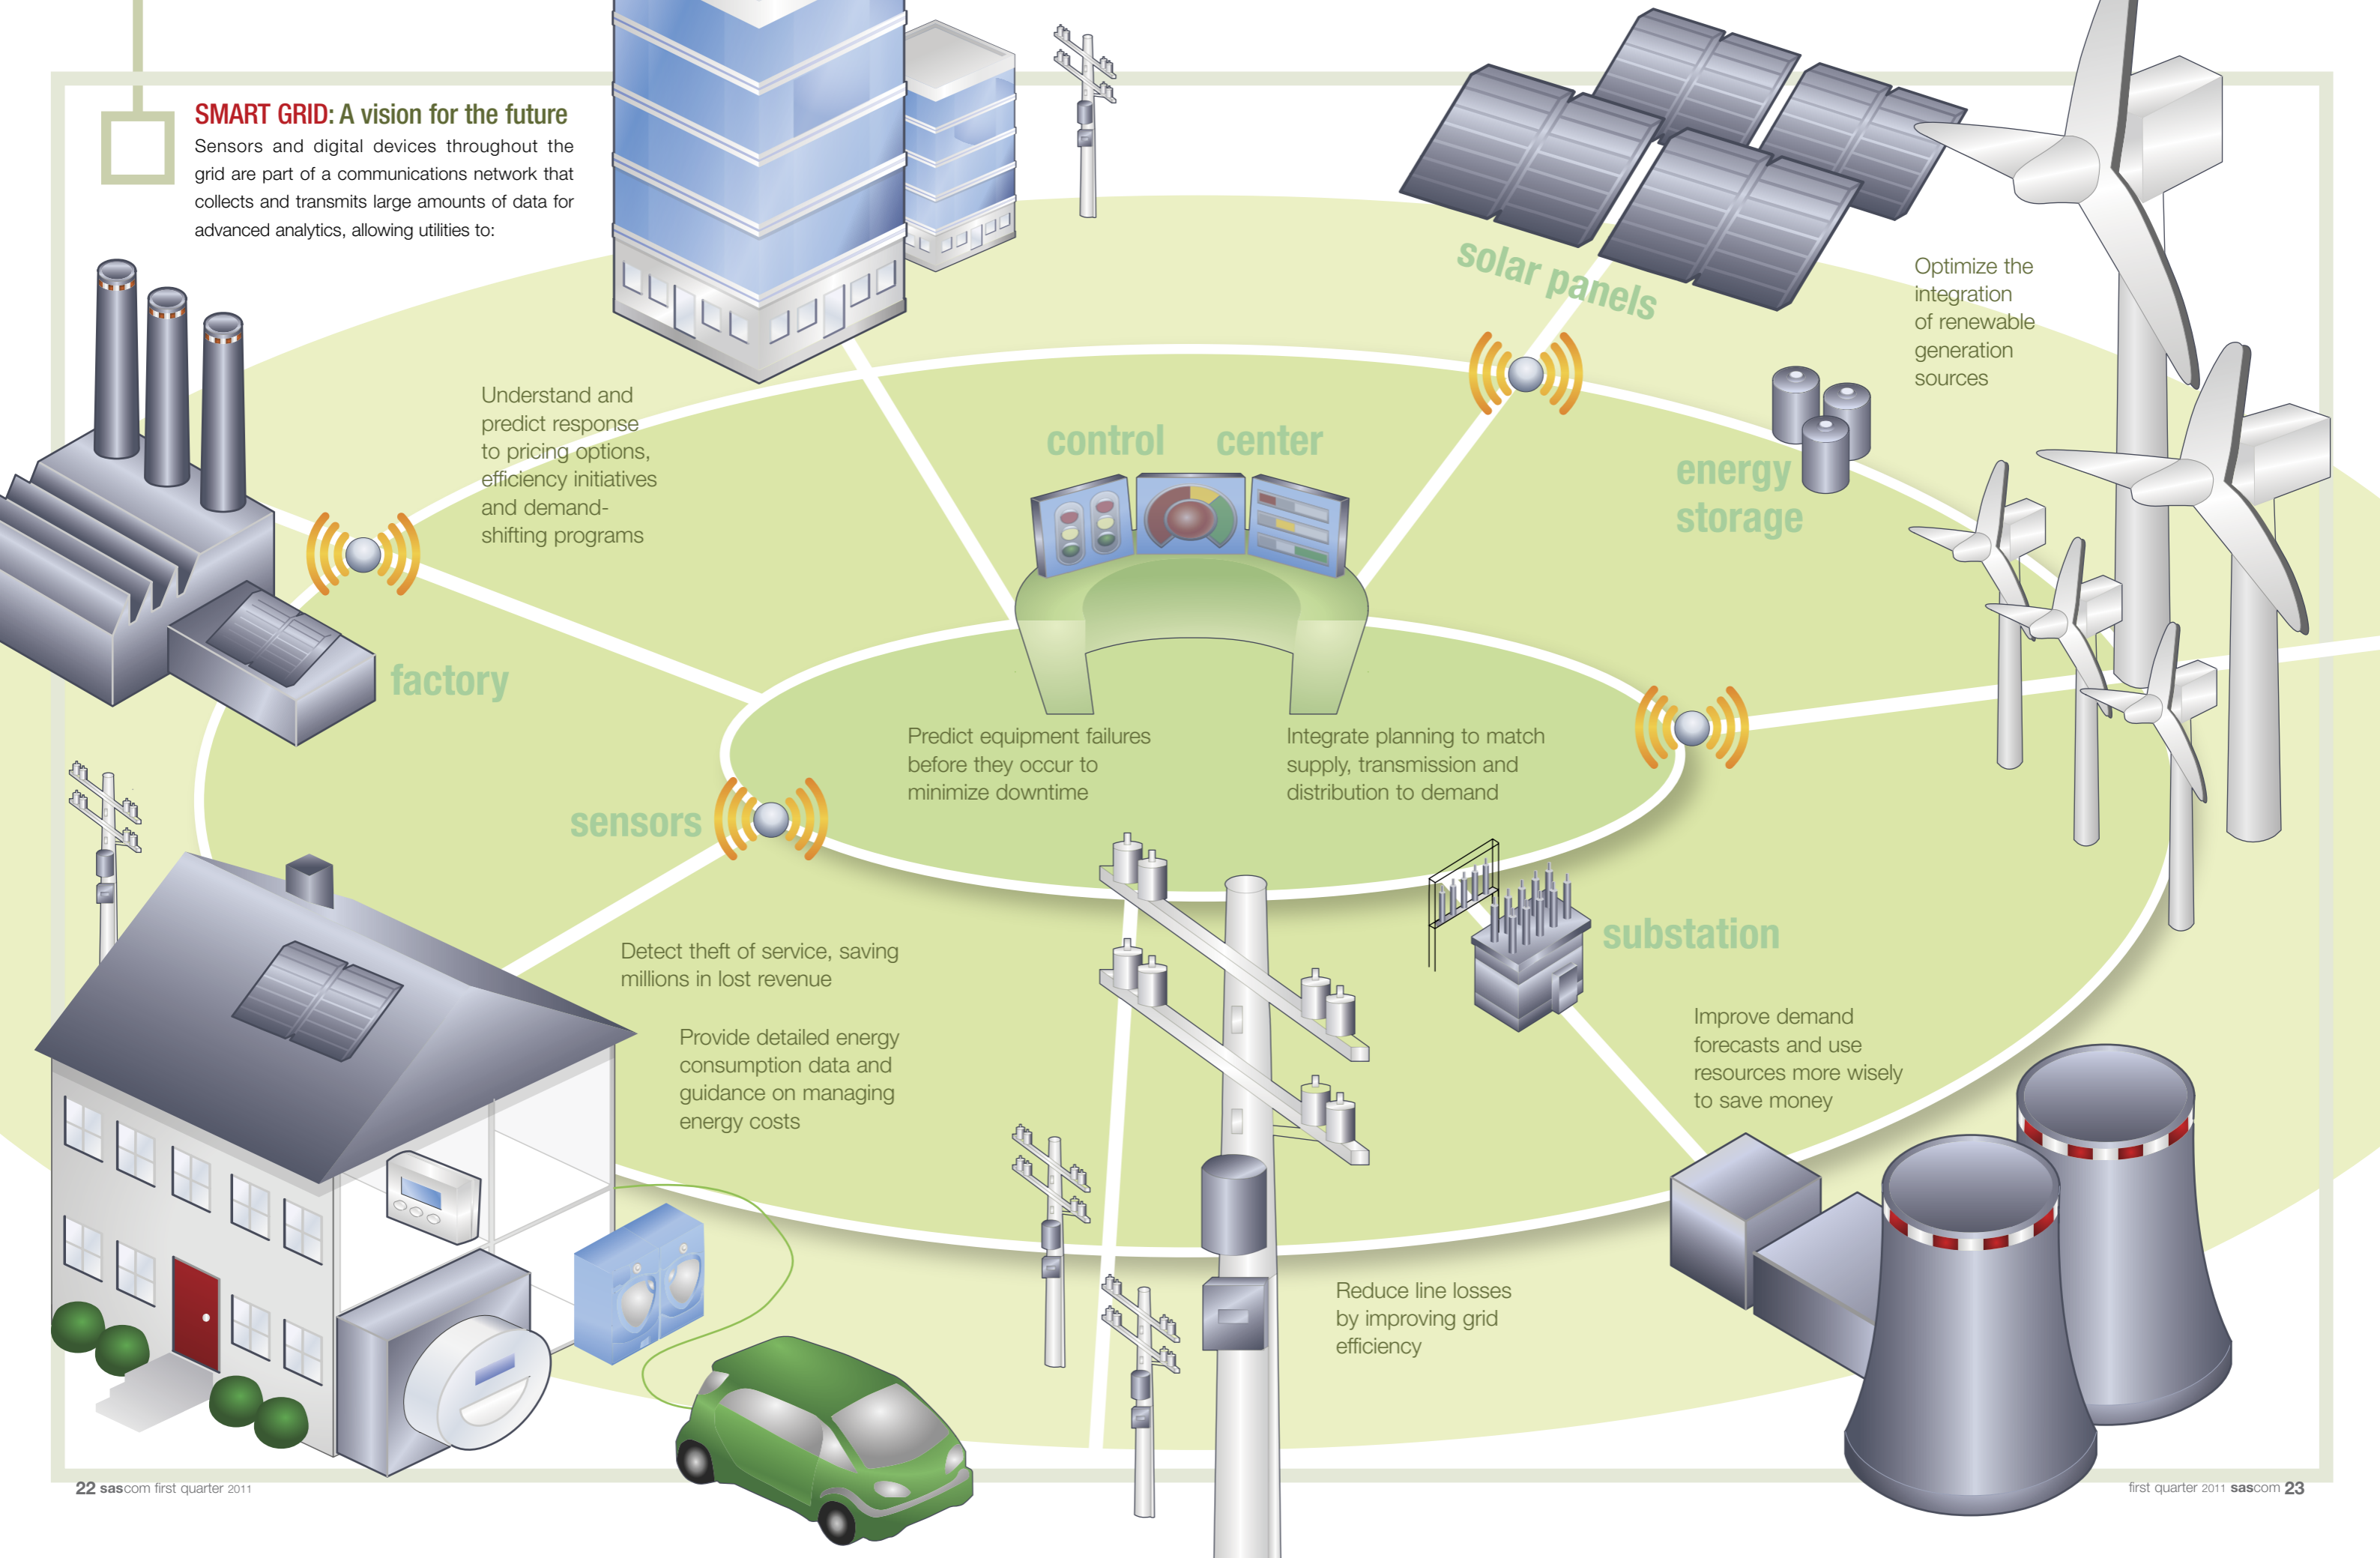 SMART GRID: A vision for the future
Sensors and digital devices throughout the
grid are part of a communications network that
collects and transmits large amounts of data for
advanced analytics, allowing utilities to:
solar panels
Optimize the
integration
of renewable
generation
sources
Understand and
predict response
to pricing options,
efficiency initiatives
and demand-
shifting programs
control center
energy
storage
factory
Predict equipment failures
before they occur to
minimize downtime
Integrate planning to match
supply, transmission and
distribution to demand
sensors
substation
Detect theft of service, saving
millions in lost revenue
Provide detailed energy
consumption data and
guidance on managing
energy costs
Improve demand
forecasts and use
resources more wisely
to save money
Reduce line losses
by improving grid
efficiency
22 sascom first quarter 2011
first quarter 2011 sascom 23